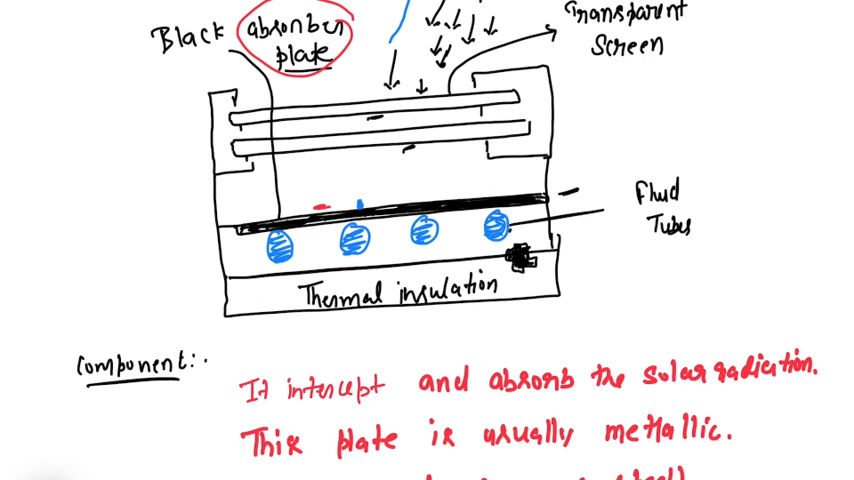 Black absorber plate
Transparent
Screen
Fluid
Tubes
Thermal insulation
Component:.
It intercept and absorb the solar radiation.
This plate is usually metallic.